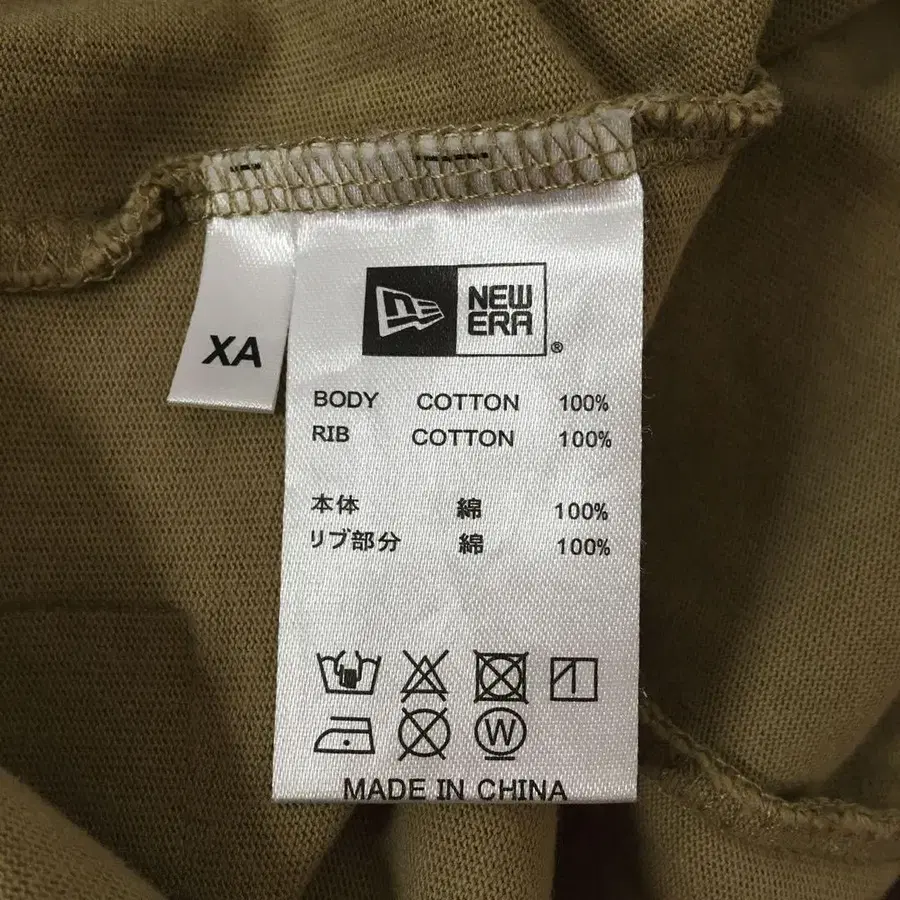 XA
NEW
ERA
®
BODY COTTON 100%
RIB COTTON 100%
本体 綿 100%
リブ部分 綿 100%
W
MADE IN CHINA